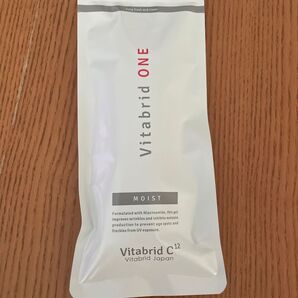 Vitabrid ONE
MOIST
Formulated with Niacinamide, the gel
improves wrinkles and inhibits melanin
production to prevent age spots and
freckles from UV exposure.
Vitabrid C12
Vitabrid Japan